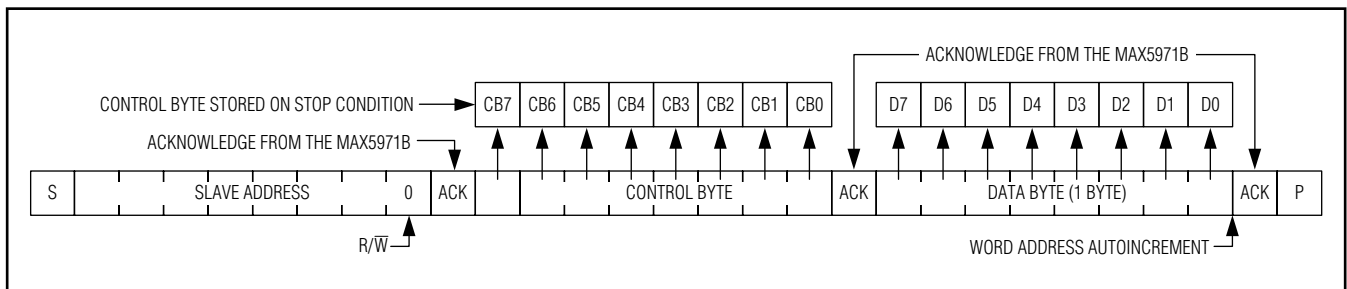 ACKNOWLEDGE FROM THE MAX5971B
CONTROL BYTE STORED ON STOP CONDITION CB7 CB6 CB5 CB4 CB3 CB2 CB1 CB0 D7 D6 D5 D4 D3 D2 D1 D0
ACKNOWLEDGE FROM THE MAX5971B
S SLAVE ADDRESS 0 ACK CONTROL BYTE ACK DATA BYTE (1 BYTE) ACK P
R/W̅ WORD ADDRESS AUTOINCREMENT